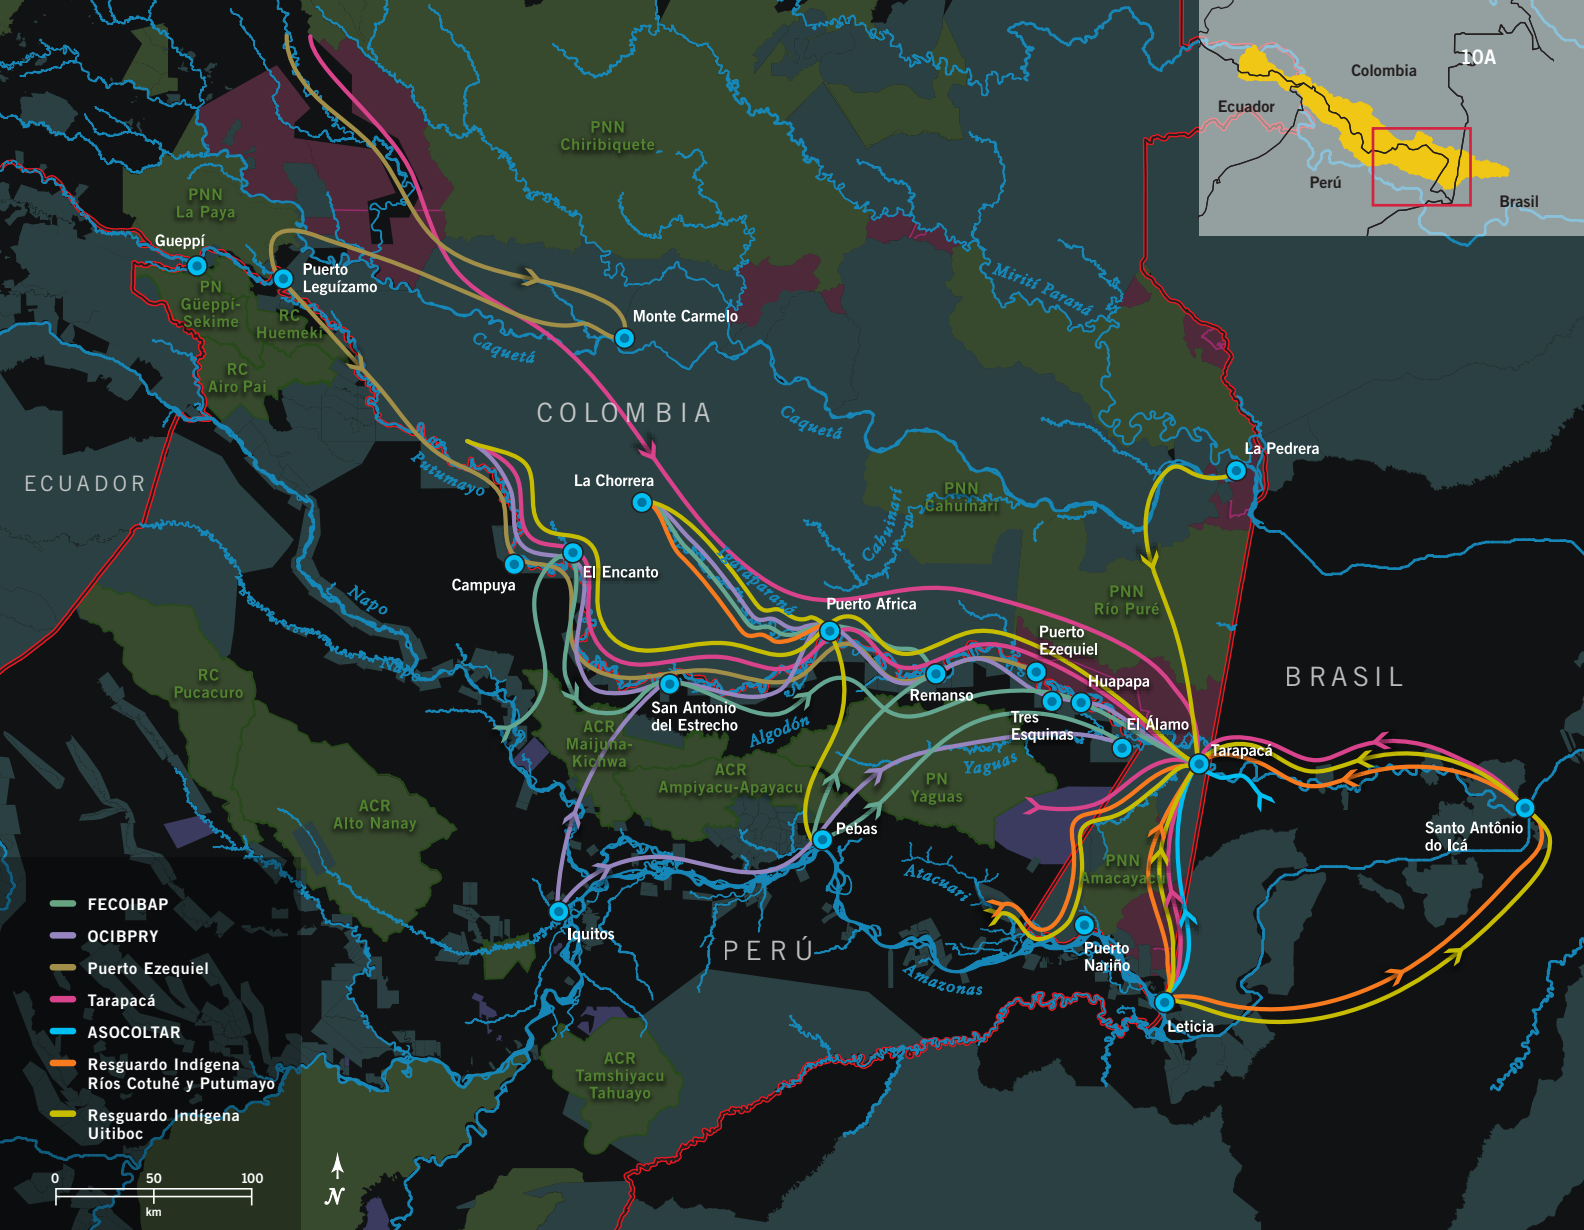 10A
Colombia
Ecuador
Perú
Brasil
PNN
Chiribiquete
PNN
La Paya
Gueppí
Puerto
Leguízamo
PN
Güeppí-
Sekime
RC
Huemeki
RC
Airo Pai
Monte Carmelo
Caquetá
Mirití Paraná
COLOMBIA
Caquetá
La Pedrera
ECUADOR
Putumayo
La Chorrera
PNN
Cahuinarí
Cahuinarí
Igaraparaná
Campuya
El Encanto
Napo
Puerto Africa
PNN
Río Puré
Puerto
Ezequiel
BRASIL
Napo
RC
Pucacuro
Remanso
Huapapa
San Antonio
del Estrecho
Tres
Esquinas
El Álamo
Algodón
ACR
Maijuna-
Kichwa
Yaguas
Tarapacá
ACR
Ampiyacu-Apayacu
PN
Yaguas
ACR
Alto Nanay
Pebas
Santo Antônio
do Icá
PNN
Amacayacu
Atacuari
Iquitos
PERÚ
Puerto
Nariño
Amazonas
Leticia
ACR
Tamshiyacu
Tahuayo
FECOIBAP
OCIBPRY
Puerto Ezequiel
Tarapacá
ASOCOLTAR
Resguardo Indígena
Ríos Cotuhé y Putumayo
Resguardo Indígena
Uitiboc
0 50 100
km
N